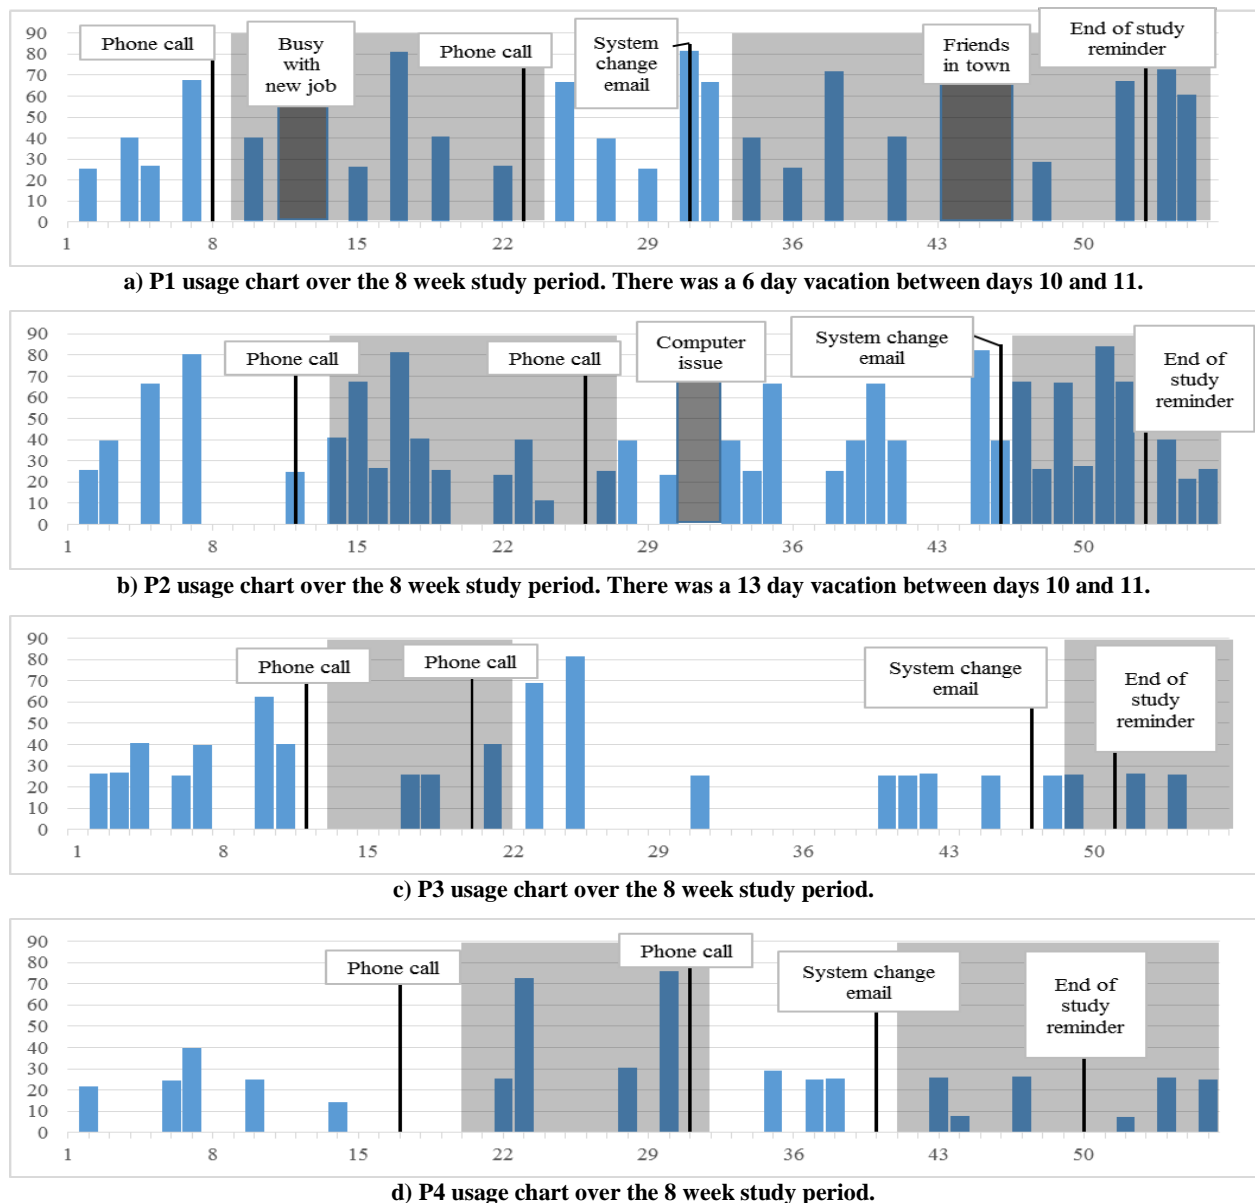 90
80
70
60
50
40
30
20
10
0
Phone call
Busy
with
new job
Phone call
System
change
email
Friends
in town
End of study
reminder
1 8 15 22 29 36 43 50
a) P1 usage chart over the 8 week study period. There was a 6 day vacation between days 10 and 11.
90
80
70
60
50
40
30
20
10
0
Phone call
Phone call
Computer
issue
System change
email
End of
study
reminder
1 8 15 22 29 36 43 50
b) P2 usage chart over the 8 week study period. There was a 13 day vacation between days 10 and 11.
90
80
70
60
50
40
30
20
10
0
Phone call
Phone call
System change
email
End of
study
reminder
1 8 15 22 29 36 43 50
c) P3 usage chart over the 8 week study period.
90
80
70
60
50
40
30
20
10
0
Phone call
Phone call
System change
email
End of
study
reminder
1 8 15 22 29 36 43 50
d) P4 usage chart over the 8 week study period.